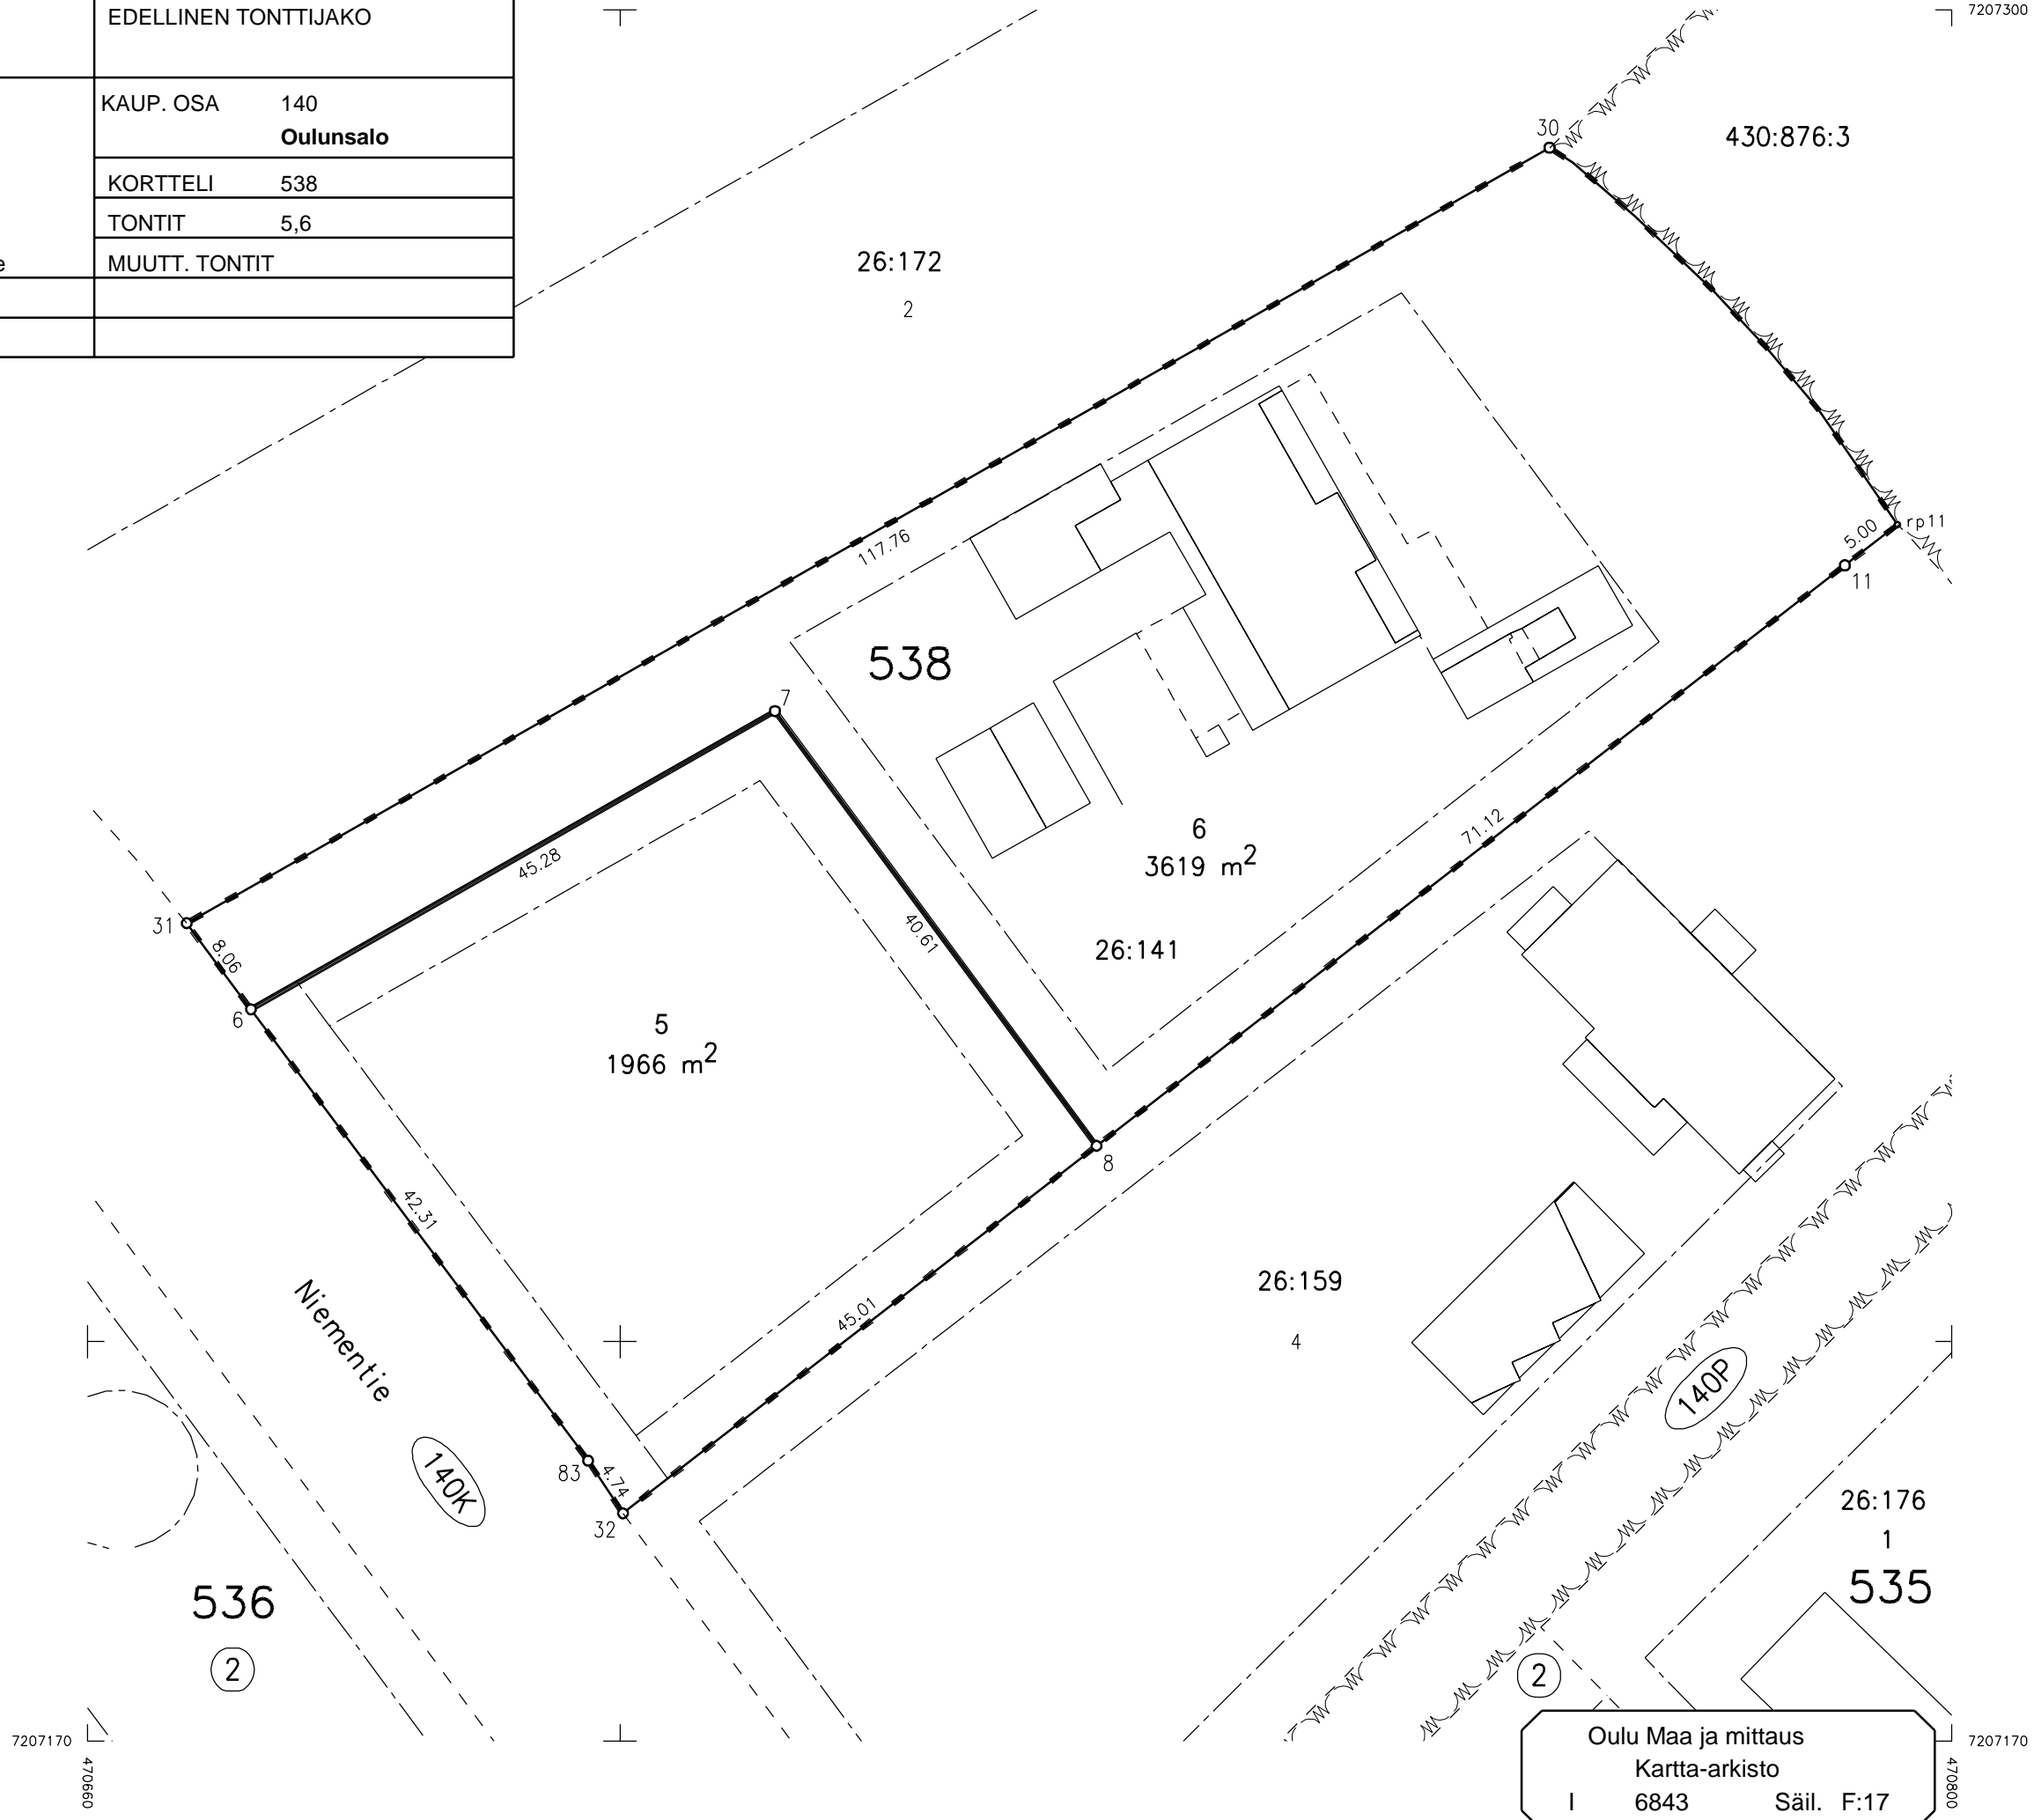 EDELLINEN TONTTIJAKO
KAUP. OSA 140
Oulunsalo
KORTTELI 538
TONTIT 5,6
e MUUTT. TONTIT
7207300
30
430:876:3
26:172
2
rp11
5.00
11
117.76
538
7
6
3619 m²
71.12
45.28
40.61
26:141
31
8.06
6
5
1966 m²
8
42.31
26:159
4
45.01
Niementie
140P
140K
83
4.74
32
26:176
1
535
536
2
2
7207170
470660
7207170
470800
Oulu Maa ja mittaus
Kartta-arkisto
I 6843 Säil. F:17